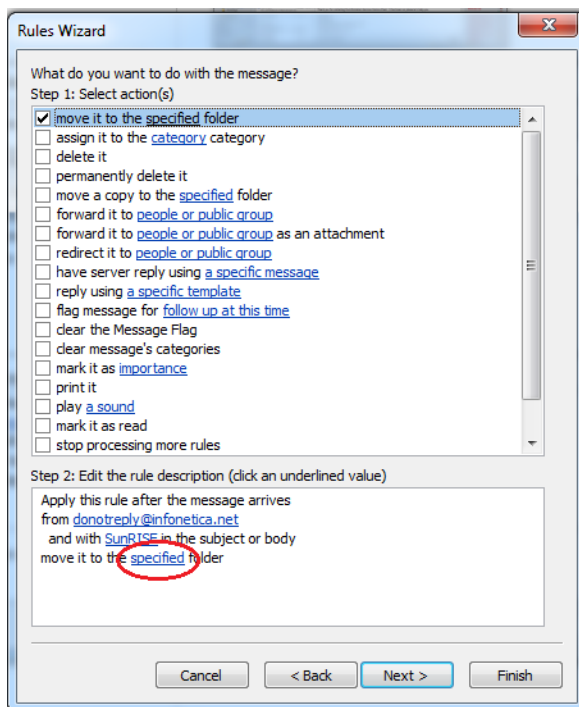 Rules Wizard
What do you want to do with the message?
Step 1: Select action(s)
move it to the specified folder
assign it to the category category
delete it
permanently delete it
move a copy to the specified folder
forward it to people or public group
forward it to people or public group as an attachment
redirect it to people or public group
have server reply using a specific message
reply using a specific template
flag message for follow up at this time
clear the Message Flag
clear message's categories
mark it as importance
print it
play a sound
mark it as read
stop processing more rules
Step 2: Edit the rule description (click an underlined value)
Apply this rule after the message arrives
from donotreply@infonetica.net
and with SunRISE in the subject or body
move it to the specified folder
Cancel < Back Next > Finish